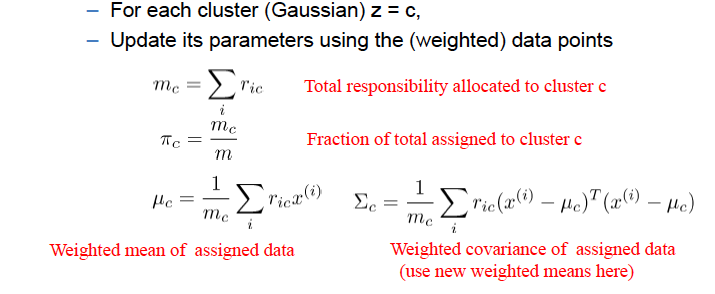 – For each cluster (Gaussian) z = c,
– Update its parameters using the (weighted) data points
m_c = \sum_i r_{ic} Total responsibility allocated to cluster c
\pi_c = \frac{m_c}{m} Fraction of total assigned to cluster c
\mu_c = \frac{1}{m_c} \sum_i r_{ic} x^{(i)} \Sigma_c = \frac{1}{m_c} \sum_i r_{ic} (x^{(i)} - \mu_c)^T (x^{(i)} - \mu_c)
Weighted mean of assigned data Weighted covariance of assigned data
(use new weighted means here)